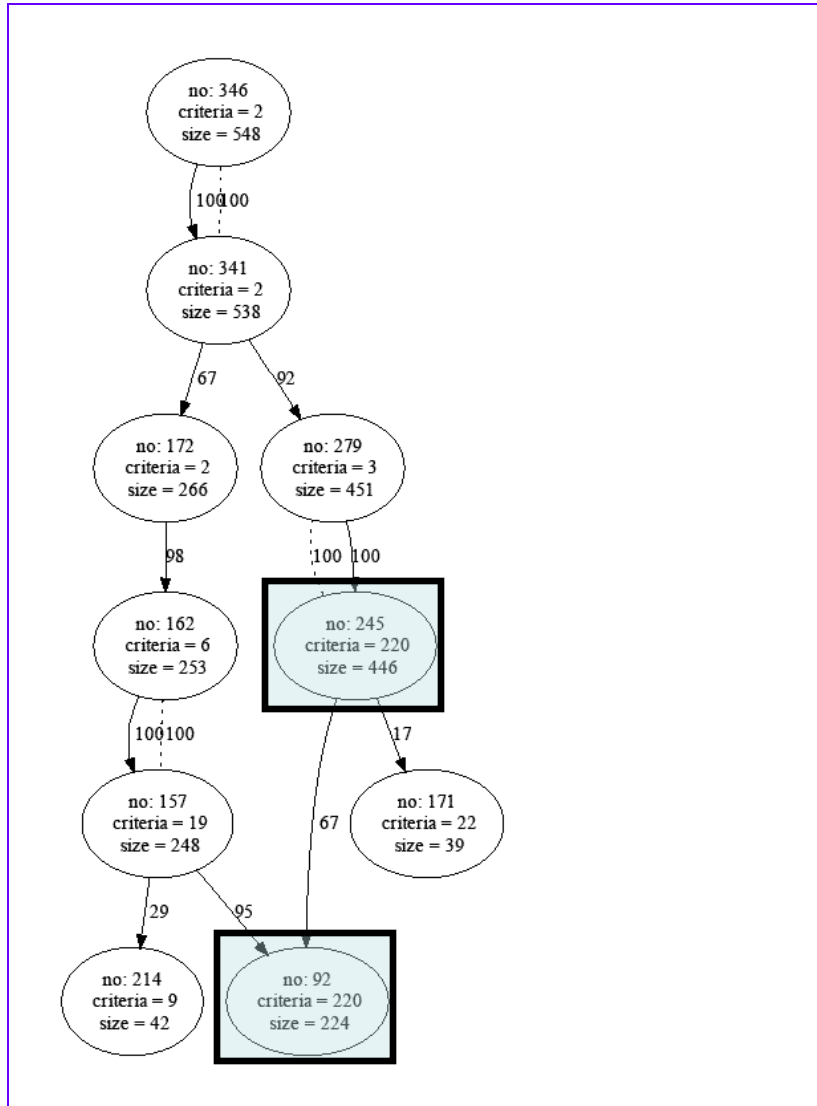 no: 346
criteria = 2
size = 548
100
100
no: 341
criteria = 2
size = 538
67
92
no: 172
criteria = 2
size = 266
no: 279
criteria = 3
size = 451
98
100
100
no: 162
criteria = 6
size = 253
no: 245
criteria = 220
size = 446
100
100
17
no: 157
criteria = 19
size = 248
67
no: 171
criteria = 22
size = 39
29
95
no: 214
criteria = 9
size = 42
no: 92
criteria = 220
size = 224